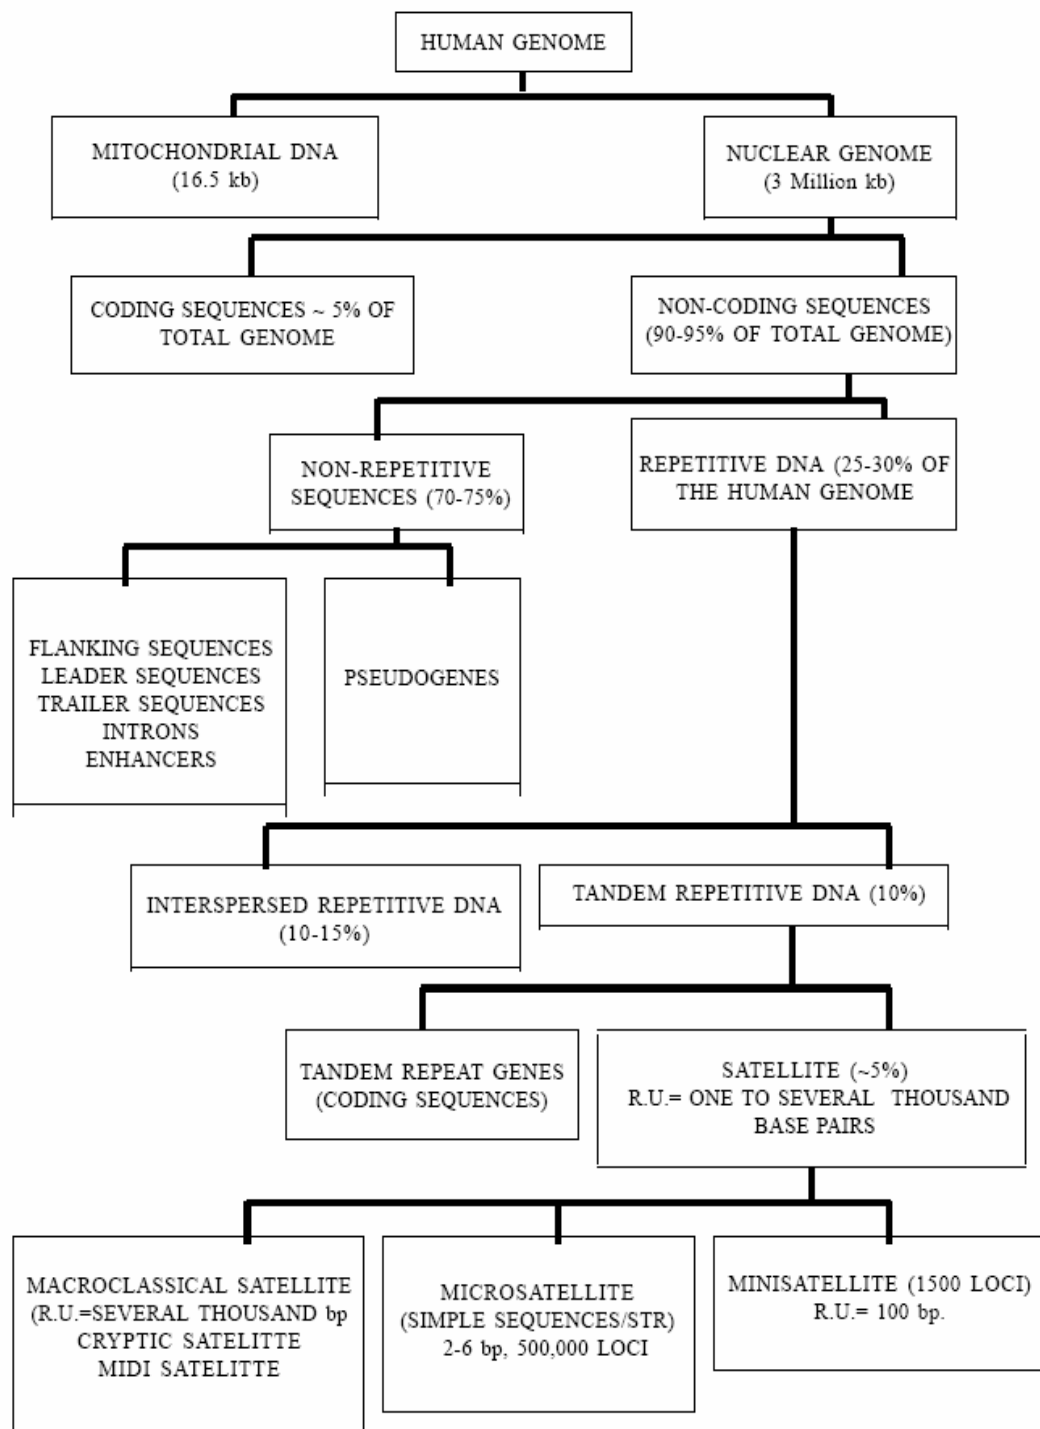 HUMAN GENOME
MITOCHONDRIAL DNA
(16.5 kb)
NUCLEAR GENOME
(3 Million kb)
CODING SEQUENCES ~ 5% OF
TOTAL GENOME
NON-CODING SEQUENCES
(90-95% OF TOTAL GENOME)
NON-REPETITIVE
SEQUENCES (70-75%)
REPETITIVE DNA (25-30% OF
THE HUMAN GENOME
FLANKING SEQUENCES
LEADER SEQUENCES
TRAILER SEQUENCES
INTRONS
ENHANCERS
PSEUDOGENES
INTERSPERSED REPETITIVE DNA
(10-15%)
TANDEM REPETITIVE DNA (10%)
TANDEM REPEAT GENES
(CODING SEQUENCES)
SATELLITE (~5%)
R.U.= ONE TO SEVERAL THOUSAND
BASE PAIRS
MACROCLASSICAL SATELLITE
(R.U.=SEVERAL THOUSAND bp
CRYPTIC SATELITTE
MIDI SATELITTE
MICROSATELLITE
(SIMPLE SEQUENCES/STR)
2-6 bp, 500,000 LOCI
MINISATELLITE (1500 LOCI)
R.U.= 100 bp.